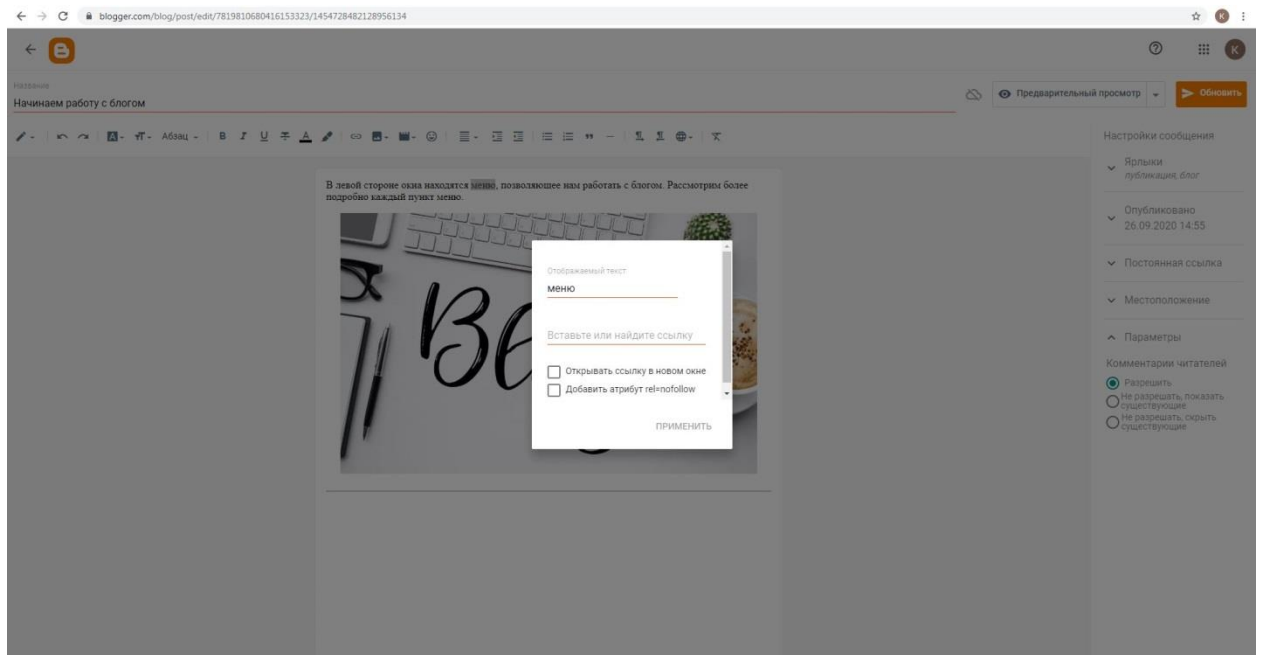 blogger.com/blog/post/edit/7819810680416153323/1454728482128956134
K
K
Название
Начинаем работу с блогом
Предварительный просмотр
Обновить
Абзац
B I U A
Настройки сообщения
В левой стороне окна находятся меню, позволяющее нам работать с блогом. Рассмотрим более
подробно каждый пункт меню.
Be
Отображаемый текст
меню
Вставьте или найдите ссылку
Открывать ссылку в новом окне
Добавить атрибут rel=nofollow
ПРИМЕНИТЬ
Ярлыки
публикация, блог
Опубликовано
26.09.2020 14:55
Постоянная ссылка
Местоположение
Параметры
Комментарии читателей
Разрешить
Не разрешать, показать
существующие
Не разрешать, скрыть
существующие